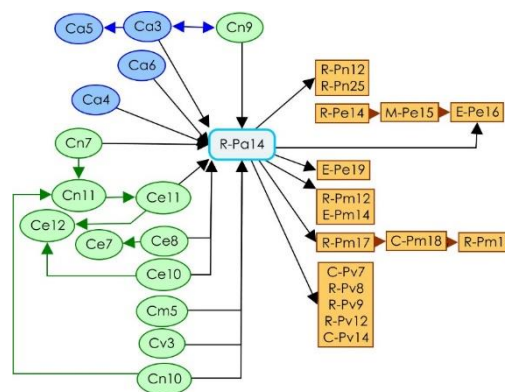 Ca5
Ca3
Cn9
Ca6
Ca4
Cn7
R-Pa14
Cn11
Ce11
Ce12
Ce7
Ce8
Ce10
Cm5
Cv3
Cn10
R-Pn12
R-Pn25
R-Pe14
M-Pe15
E-Pe16
E-Pe19
R-Pm12
E-Pm14
R-Pm17
C-Pm18
R-Pm1
C-Pv7
R-Pv8
R-Pv9
R-Pv12
C-Pv14